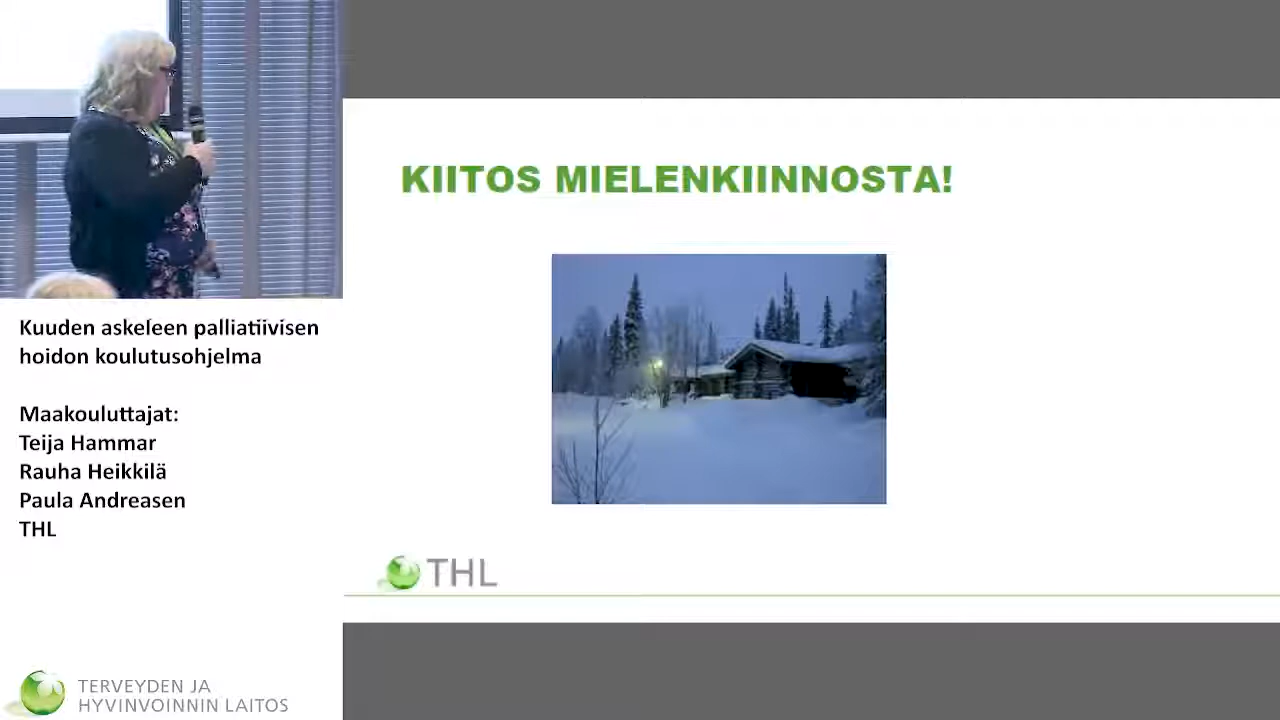 KIITOS MIELENKIINNOSTA!
Kuuden askeleen palliatiivisen
hoidon koulutusohjelma
Maakouluttajat:
Teija Hammar
Rauha Heikkilä
Paula Andreasen
THL
THL
TERVEYDEN JA
HYVINVOINNIN LAITOS